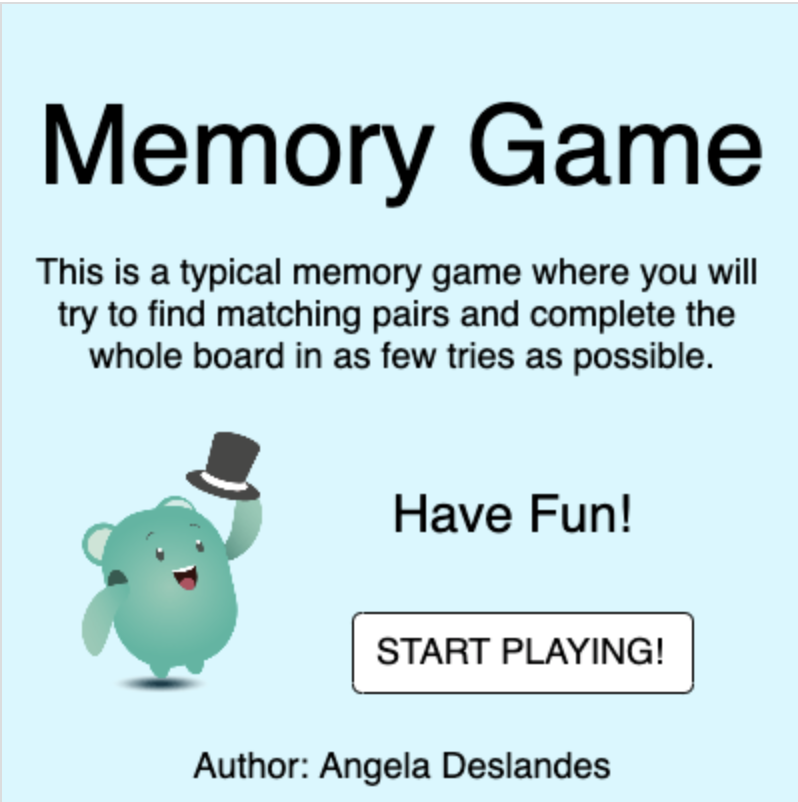 Memory Game
This is a typical memory game where you will
try to find matching pairs and complete the
whole board in as few tries as possible.
Have Fun!
START PLAYING!
Author: Angela Deslandes